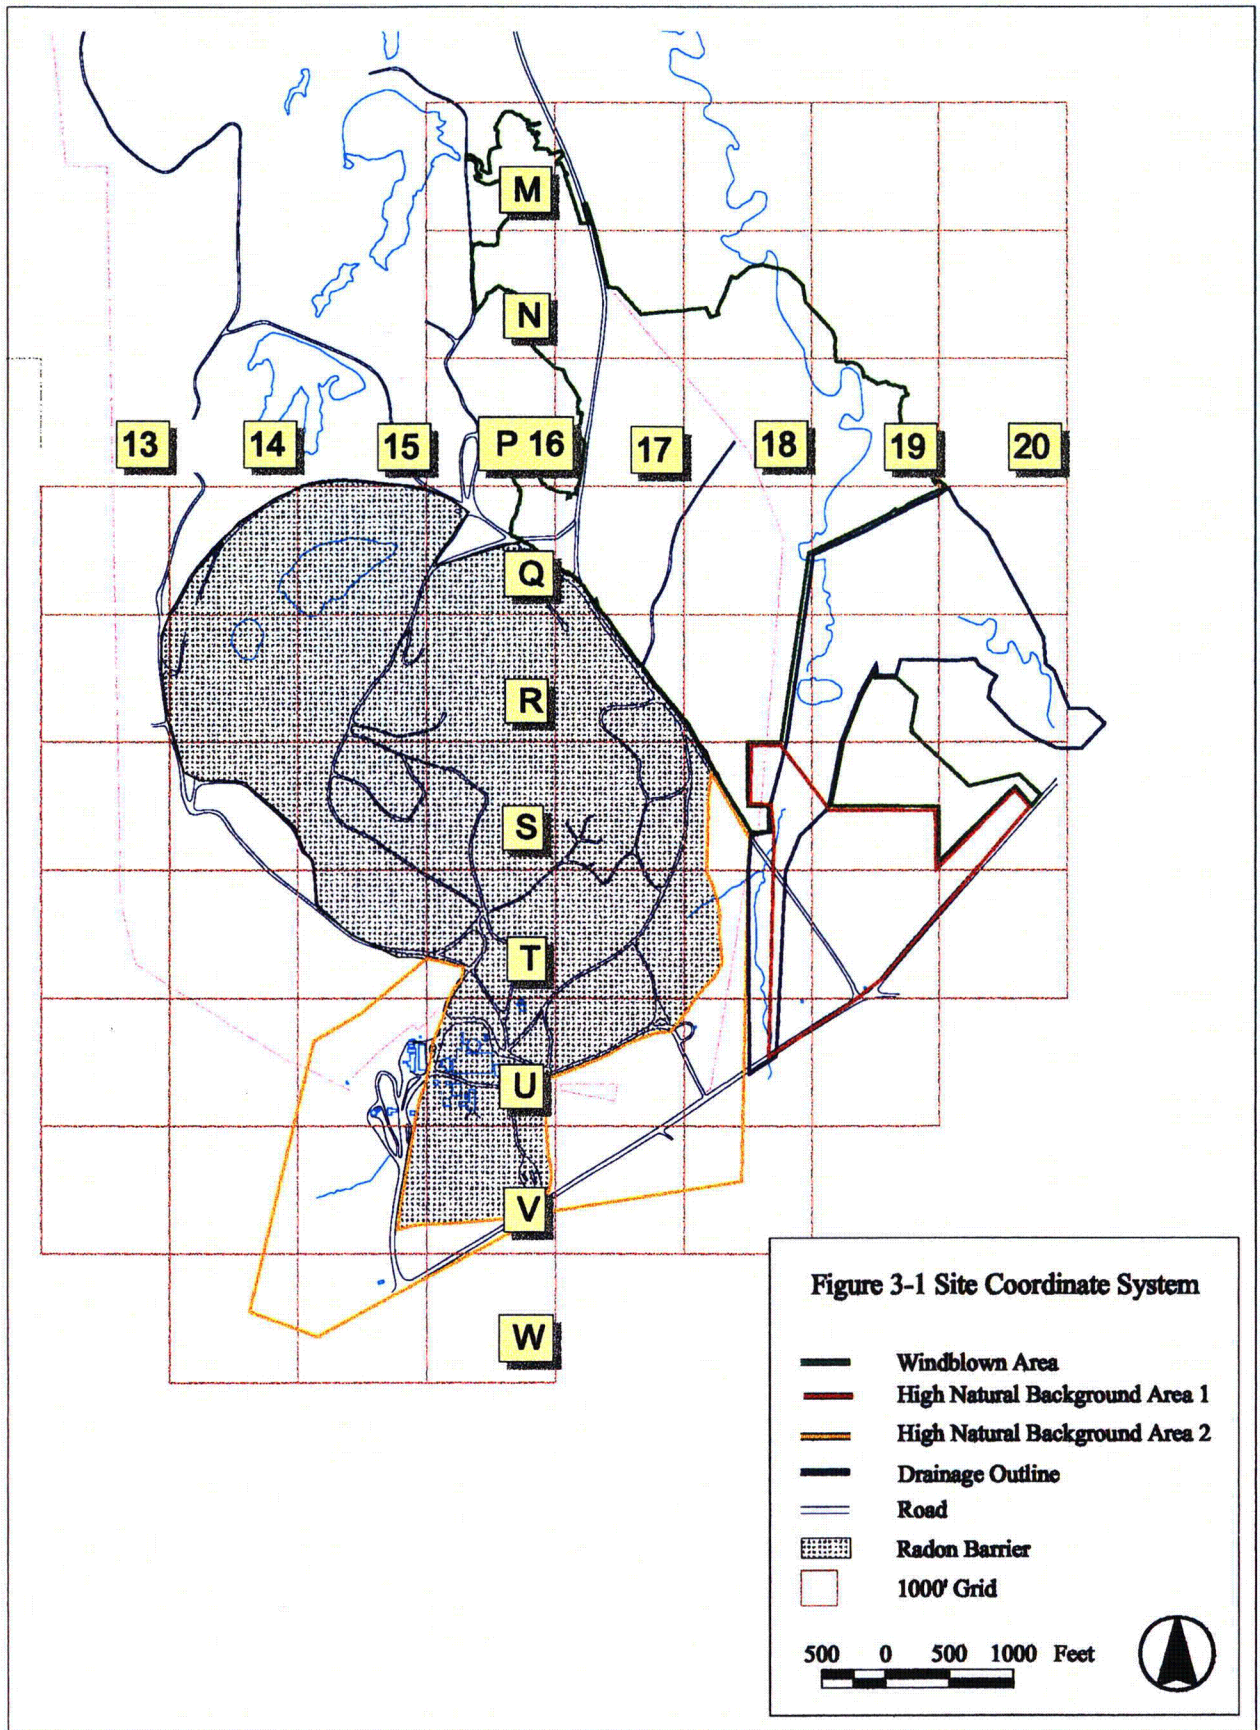 M
N
13 14 15 P 16 17 18 19 20
Q
R
S
T
U
V
W
Figure 3-1 Site Coordinate System
Windblown Area
High Natural Background Area 1
High Natural Background Area 2
Drainage Outline
Road
Radon Barrier
1000' Grid
500 0 500 1000 Feet